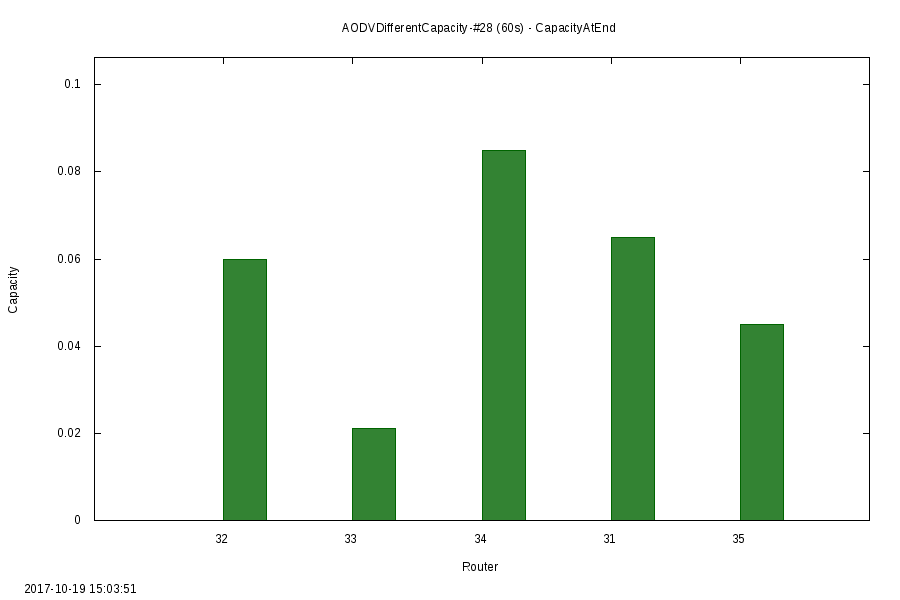 AODVDifferentCapacity-#28 (60s) - CapacityAtEnd
0.1
0.08
0.06
0.04
0.02
0
Capacity
32 33 34 31 35
Router
2017-10-19 15:03:51